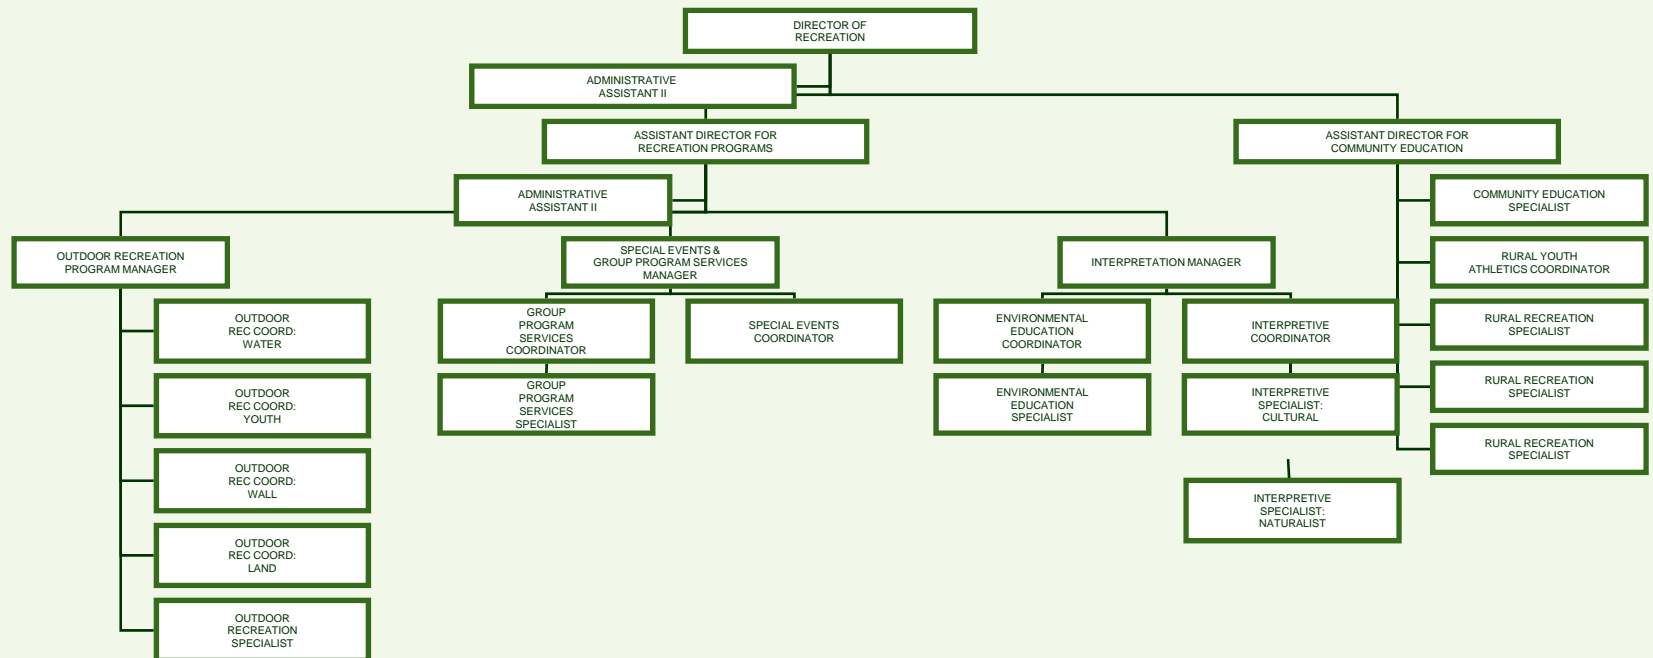 DIRECTOR OF
RECREATION
ADMINISTRATIVE
ASSISTANT II
ASSISTANT DIRECTOR FOR
RECREATION PROGRAMS
ASSISTANT DIRECTOR FOR
COMMUNITY EDUCATION
ADMINISTRATIVE
ASSISTANT II
COMMUNITY EDUCATION
SPECIALIST
OUTDOOR RECREATION
PROGRAM MANAGER
SPECIAL EVENTS &
GROUP PROGRAM SERVICES
MANAGER
INTERPRETATION MANAGER
RURAL YOUTH
ATHLETICS COORDINATOR
OUTDOOR
REC COORD:
WATER
GROUP
PROGRAM
SERVICES
COORDINATOR
SPECIAL EVENTS
COORDINATOR
ENVIRONMENTAL
EDUCATION
COORDINATOR
INTERPRETIVE
COORDINATOR
RURAL RECREATION
SPECIALIST
OUTDOOR
REC COORD:
YOUTH
GROUP
PROGRAM
SERVICES
SPECIALIST
ENVIRONMENTAL
EDUCATION
SPECIALIST
INTERPRETIVE
SPECIALIST:
CULTURAL
RURAL RECREATION
SPECIALIST
RURAL RECREATION
SPECIALIST
OUTDOOR
REC COORD:
WALL
INTERPRETIVE
SPECIALIST:
NATURALIST
OUTDOOR
REC COORD:
LAND
OUTDOOR
RECREATION
SPECIALIST